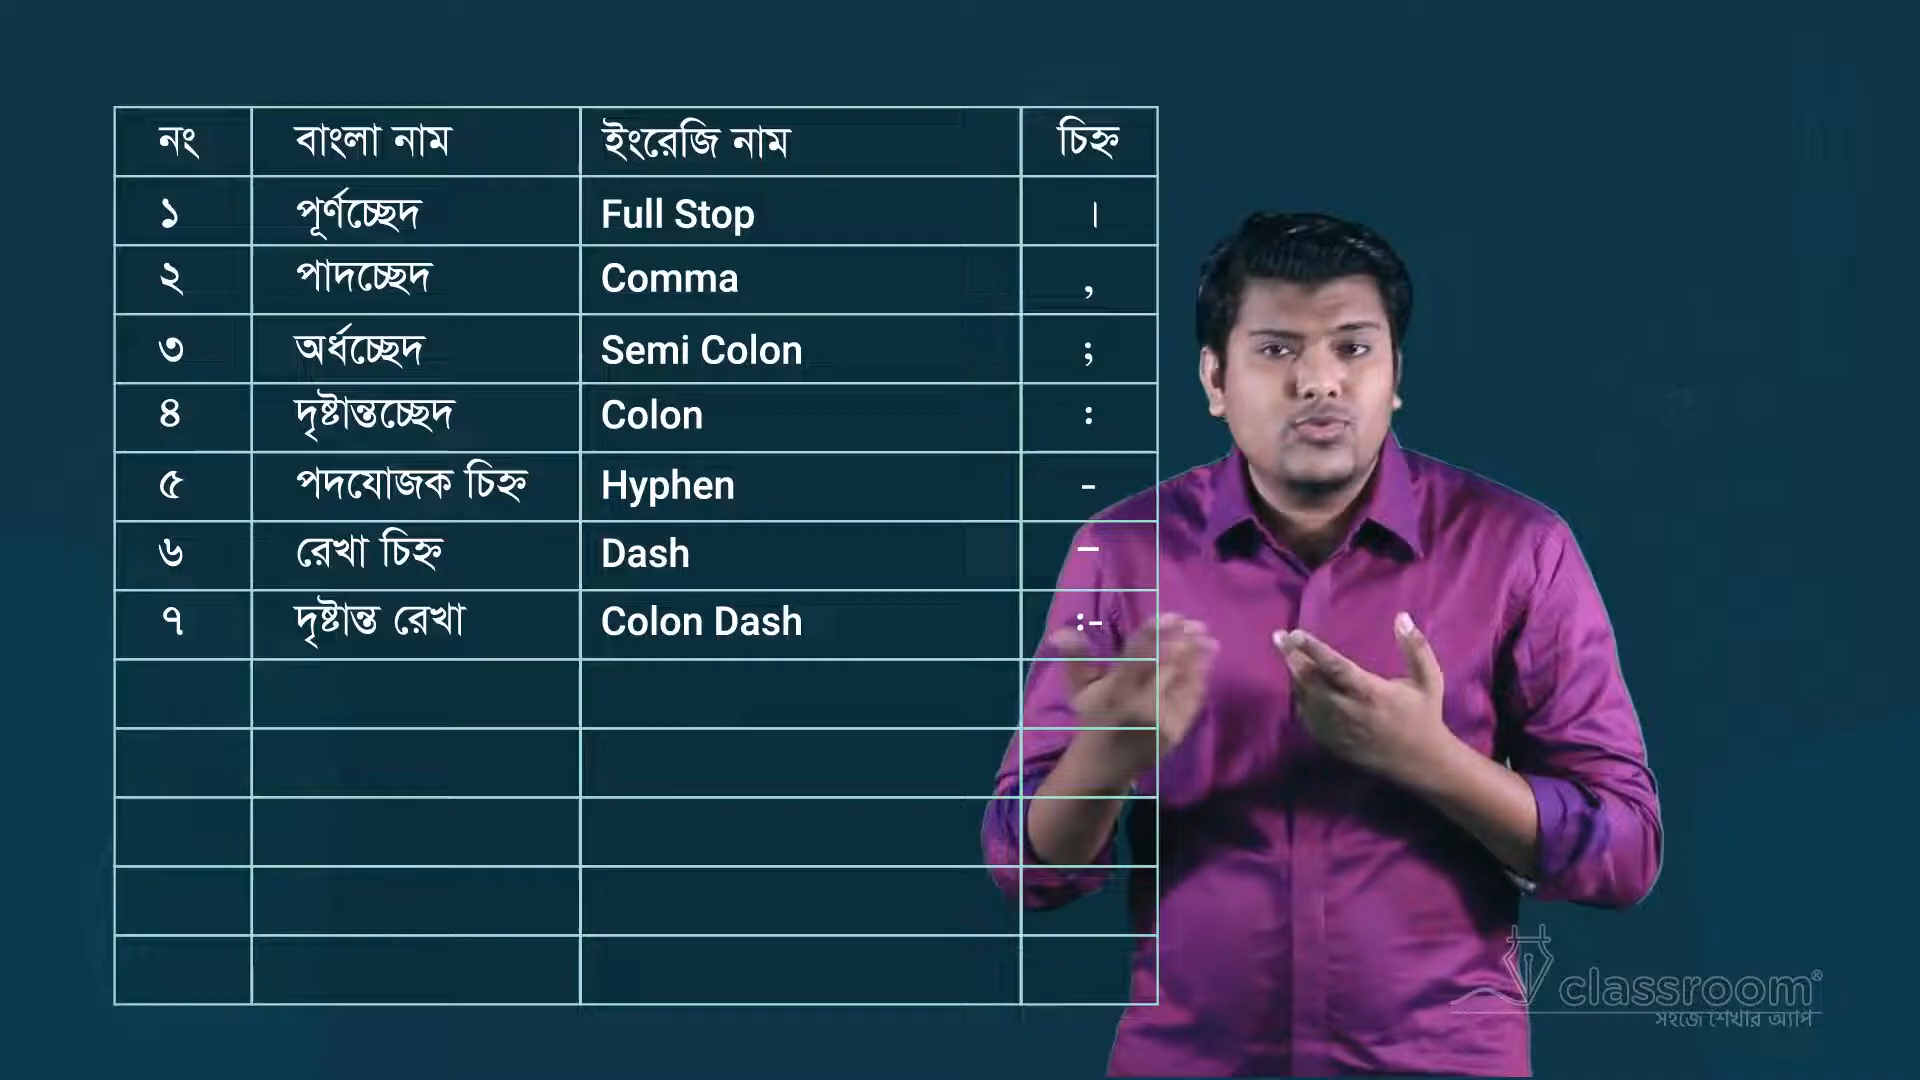 নং বাংলা নাম ইংরেজি নাম চিহ্ন
১ পূর্ণচ্ছেদ Full Stop ।
২ পাদচ্ছেদ Comma ,
৩ অর্ধচ্ছেদ Semi Colon ;
৪ দৃষ্টান্তচ্ছেদ Colon :
৫ পদযোজক চিহ্ন Hyphen -
৬ রেখা চিহ্ন Dash –
৭ দৃষ্টান্ত রেখা Colon Dash :-
classroom®
সহজে শেখার অ্যাপ